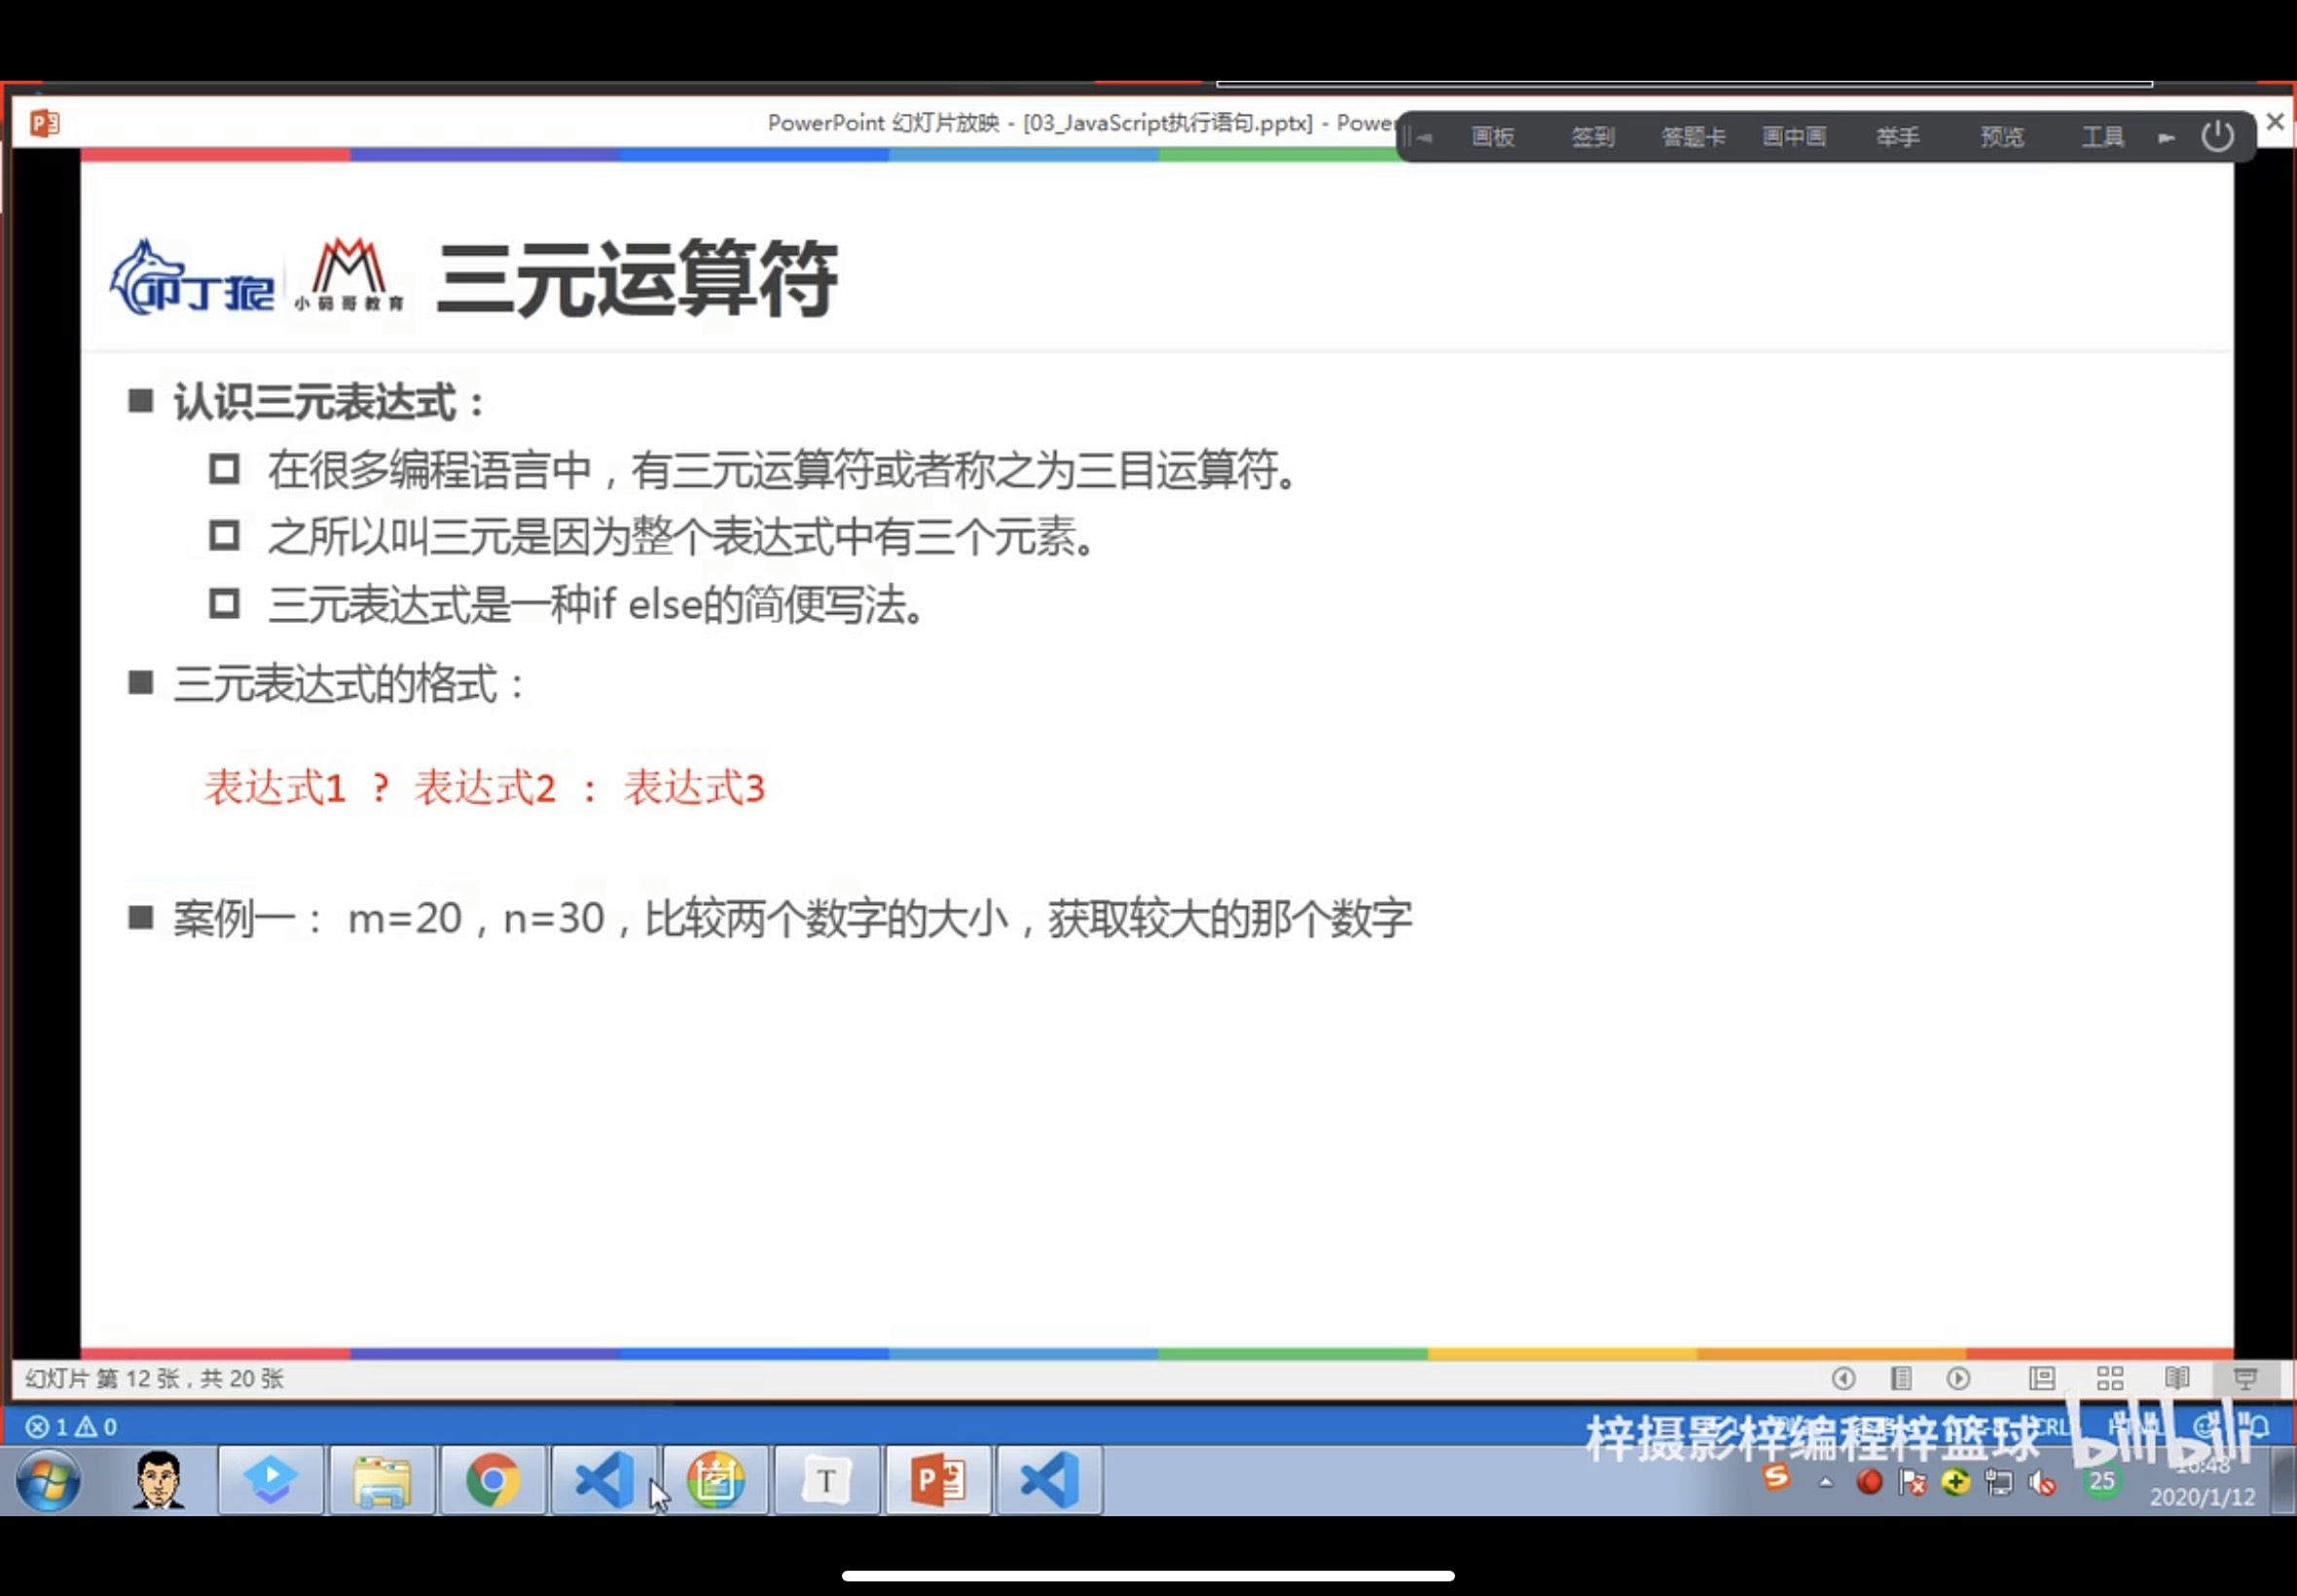 PowerPoint 幻灯片放映 - [03_JavaScript执行语句.pptx] - Power
画板 签到 答题卡 画中画 举手 预览 工具
叩丁狼 小码哥教育 三元运算符
认识三元表达式：
在很多编程语言中，有三元运算符或者称之为三目运算符。
之所以叫三元是因为整个表达式中有三个元素。
三元表达式是一种if else的简便写法。
三元表达式的格式：
表达式1 ? 表达式2 : 表达式3
案例一： m=20，n=30，比较两个数字的大小，获取较大的那个数字
幻灯片 第 12 张，共 20 张
1 0
梓摄影梓编程梓篮球 bilibili
25
16:48
2020/1/12